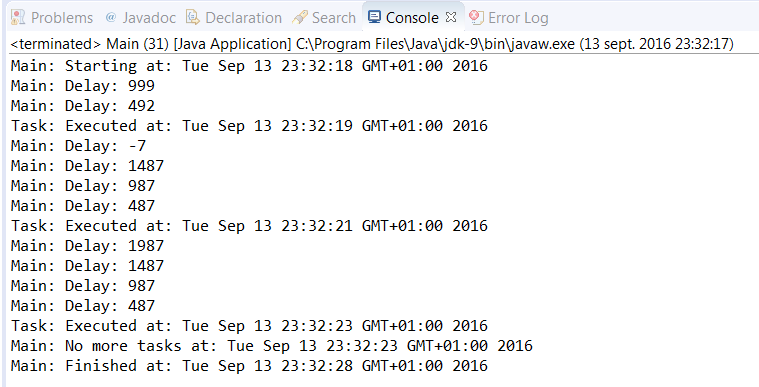 Problems @ Javadoc Declaration Search Console Error Log
<terminated> Main (31) [Java Application] C:\Program Files\Java\jdk-9\bin\javaw.exe (13 sept. 2016 23:32:17)
Main: Starting at: Tue Sep 13 23:32:18 GMT+01:00 2016
Main: Delay: 999
Main: Delay: 492
Task: Executed at: Tue Sep 13 23:32:19 GMT+01:00 2016
Main: Delay: -7
Main: Delay: 1487
Main: Delay: 987
Main: Delay: 487
Task: Executed at: Tue Sep 13 23:32:21 GMT+01:00 2016
Main: Delay: 1987
Main: Delay: 1487
Main: Delay: 987
Main: Delay: 487
Task: Executed at: Tue Sep 13 23:32:23 GMT+01:00 2016
Main: No more tasks at: Tue Sep 13 23:32:23 GMT+01:00 2016
Main: Finished at: Tue Sep 13 23:32:28 GMT+01:00 2016